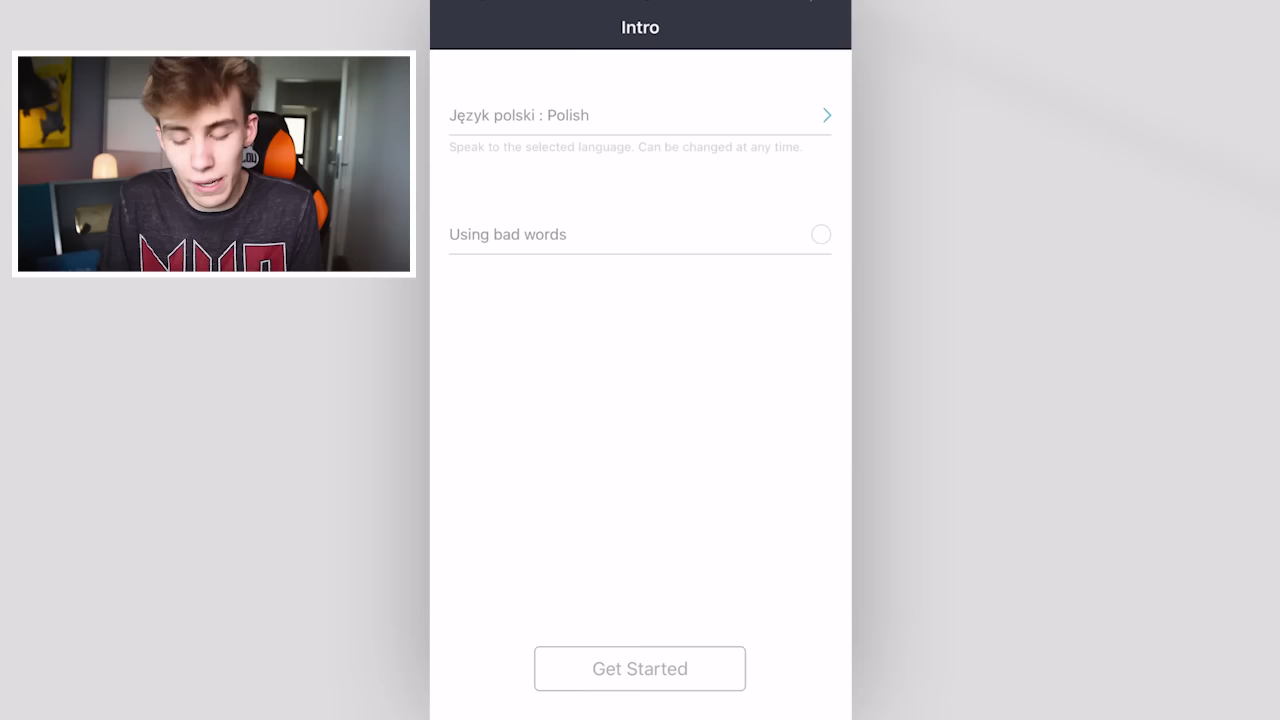 Intro
Język polski : Polish
Speak to the selected language. Can be changed at any time.
Using bad words
Get Started